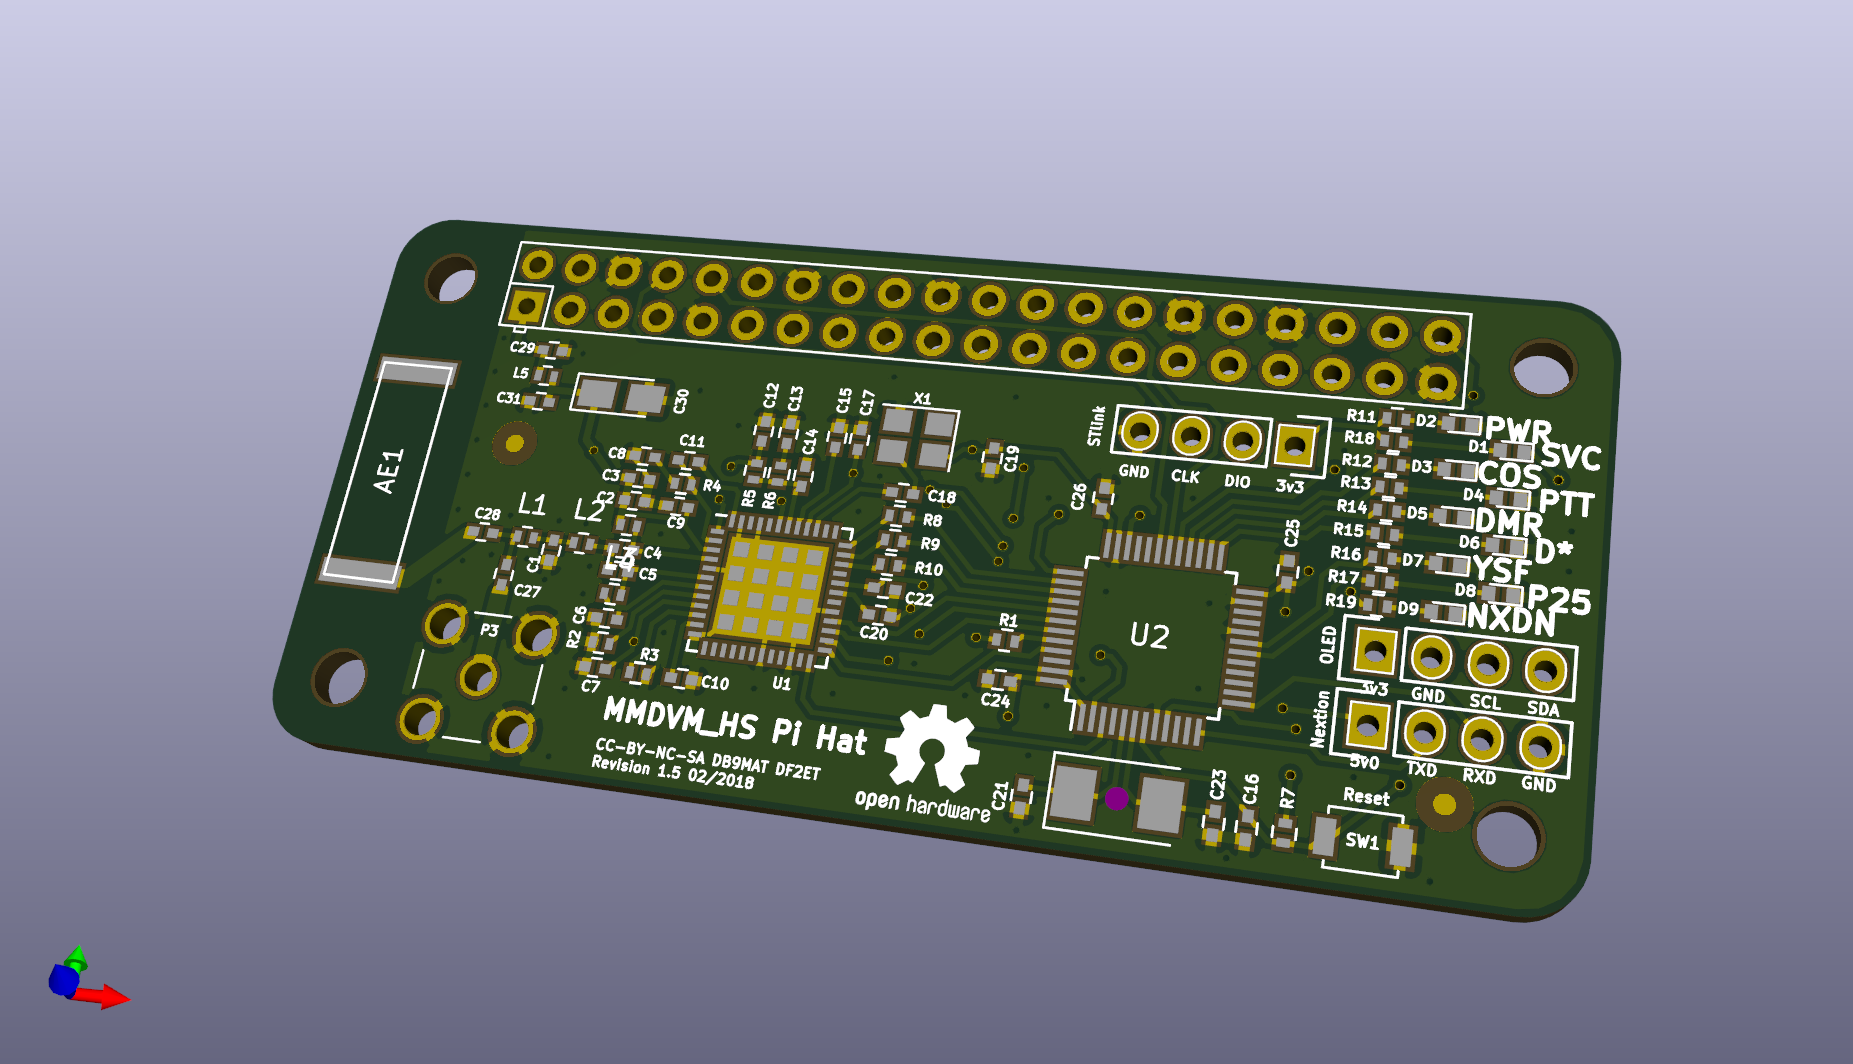 C29
L5
C31
C30
C12
C13
C15
C17
X1
C14
C19
STlink
GND
CLK
DIO
3v3
R11
D2
PWR
R18
D1
SVC
R12
D3
COS
R13
D4
PTT
R14
D5
DMR
R15
D6
D*
R16
D7
YSF
R17
D8
P25
R19
D9
NXDN
AE1
C8
C11
C3
R4
R5
R6
C2
C9
C18
R8
R9
R10
C22
C20
C26
C25
L1
L2
C28
C1
L3
C4
C5
C27
C6
P3
R2
R3
C7
C10
U1
R1
C24
U2
OLED
3v3
GND
SCL
SDA
Nextion
5v0
TXD
RXD
GND
MMDVM_HS Pi Hat
CC-BY-NC-SA DB9MAT DF2ET
Revision 1.5 02/2018
open hardware
C21
C23
C16
R7
Reset
SW1